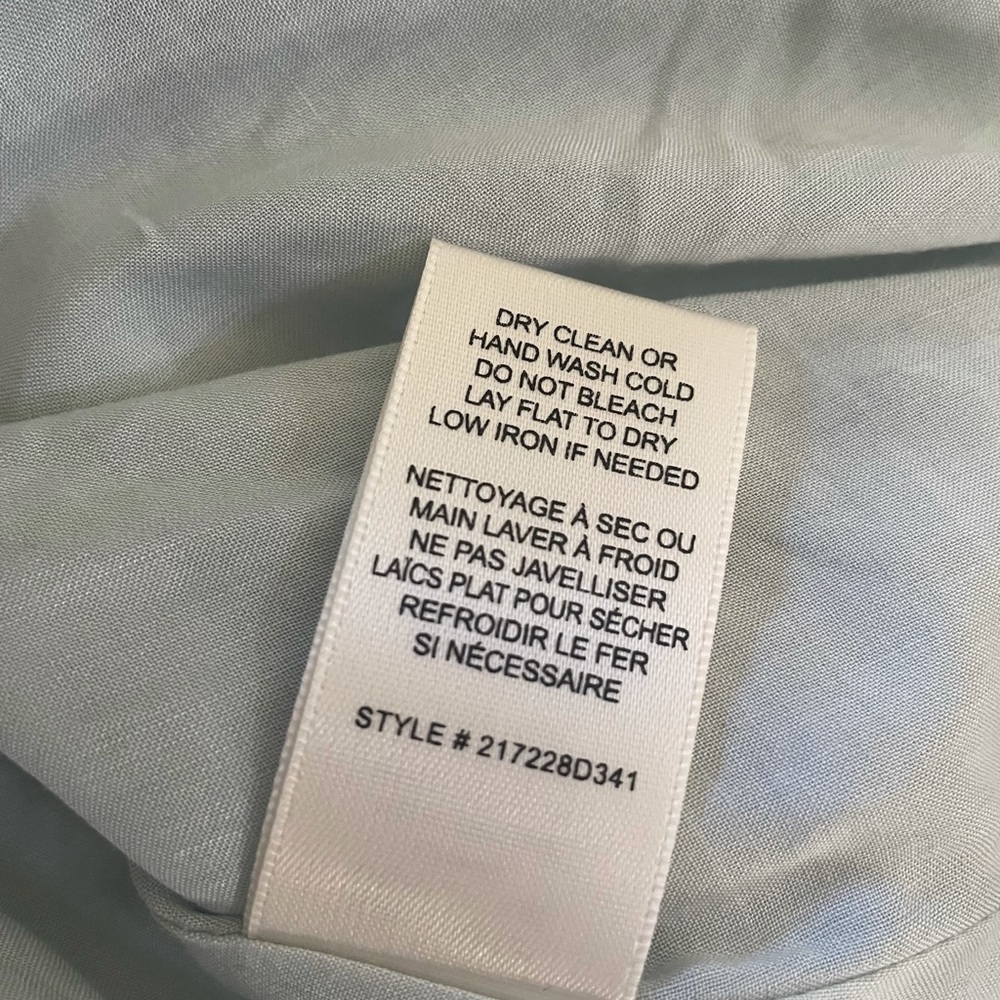 DRY CLEAN OR
HAND WASH COLD
DO NOT BLEACH
LAY FLAT TO DRY
LOW IRON IF NEEDED
NETTOYAGE À SEC OU
MAIN LAVER À FROID
NE PAS JAVELLISER
LAÏCS PLAT POUR SÉCHER
REFROIDIR LE FER
SI NÉCESSAIRE
STYLE # 217228D341